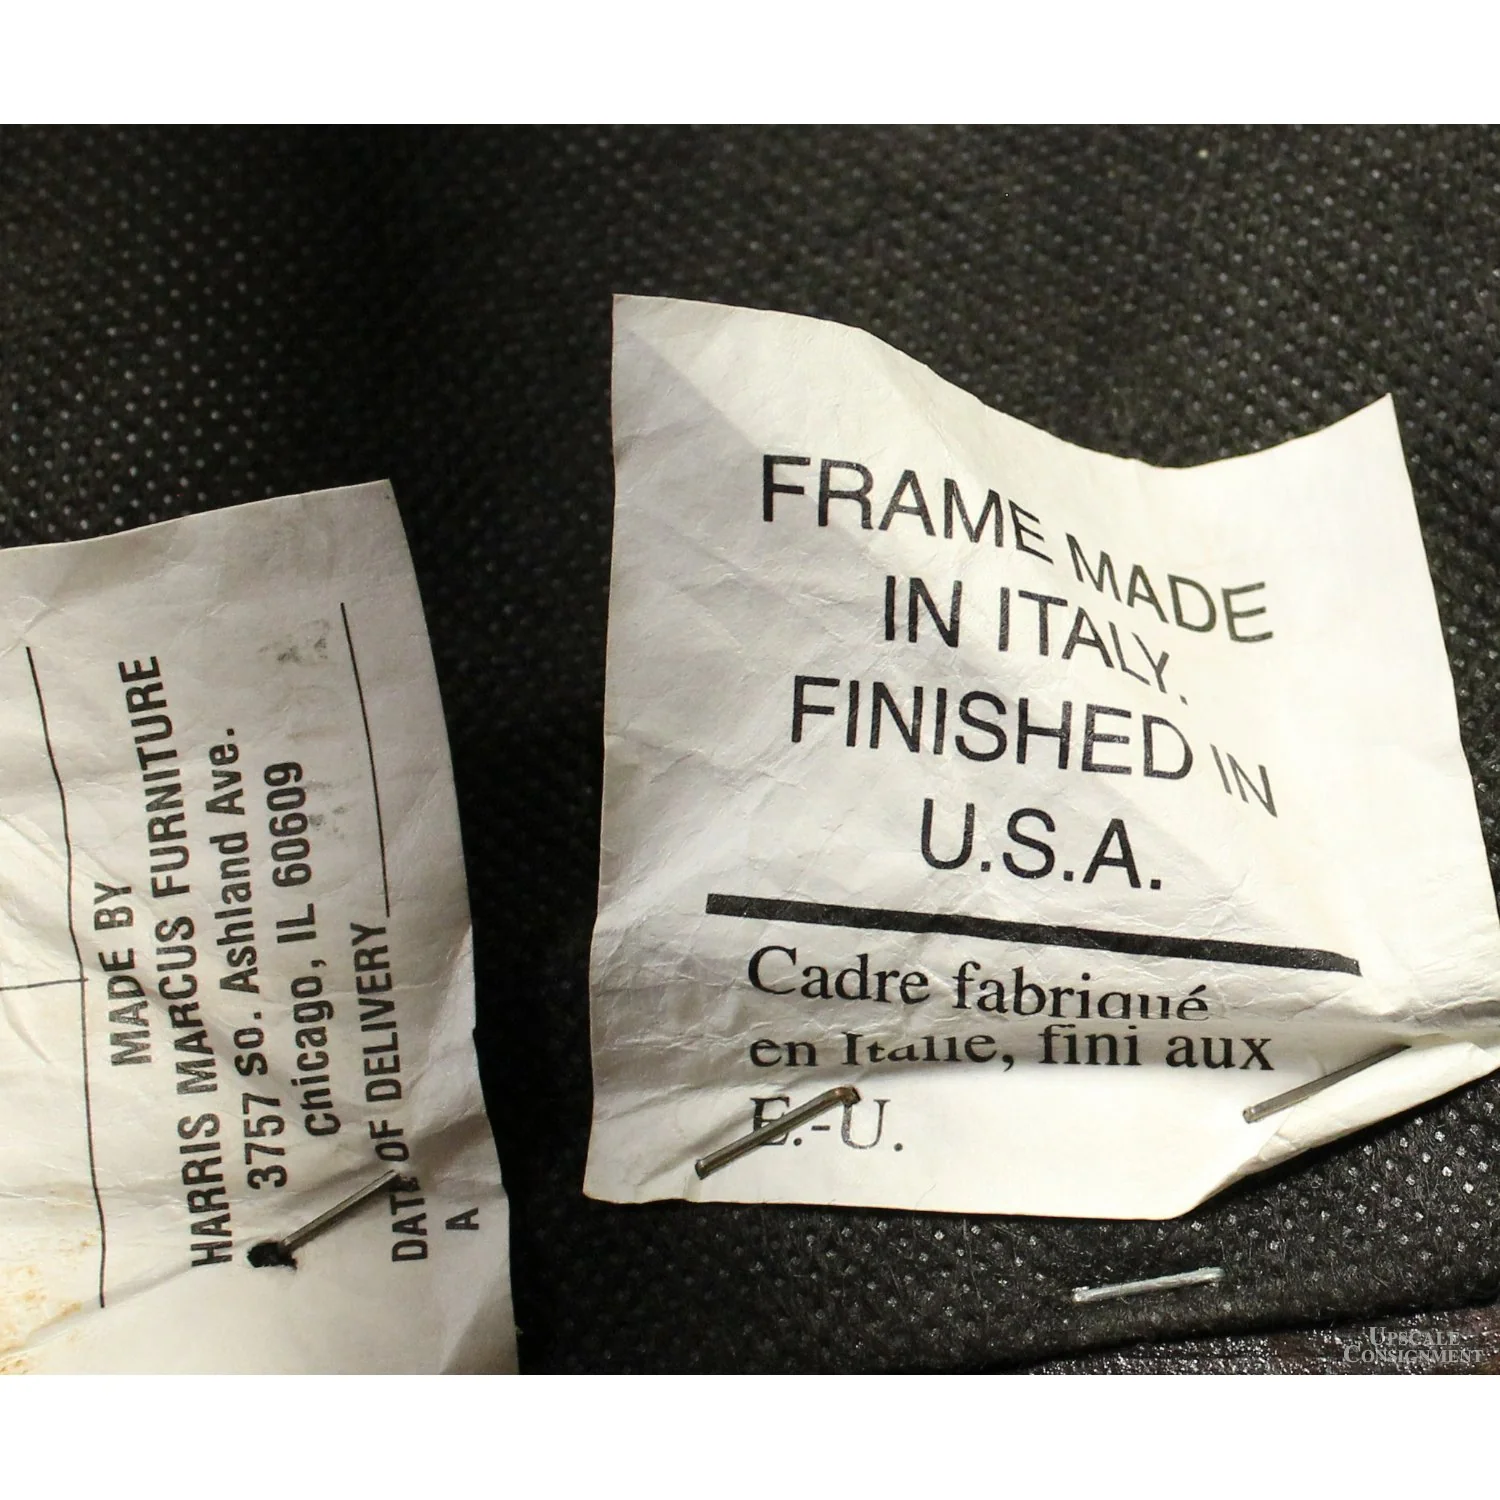 MADE BY
HARRIS MARCUS FURNITURE
3757 SO. Ashland Ave.
Chicago, IL 60609
DATE OF DELIVERY
A
FRAME MADE
IN ITALY.
FINISHED IN
U.S.A.
Cadre fabriqué
en Italie, fini aux
E.-U.
UPSCALE
CONSIGNMENT